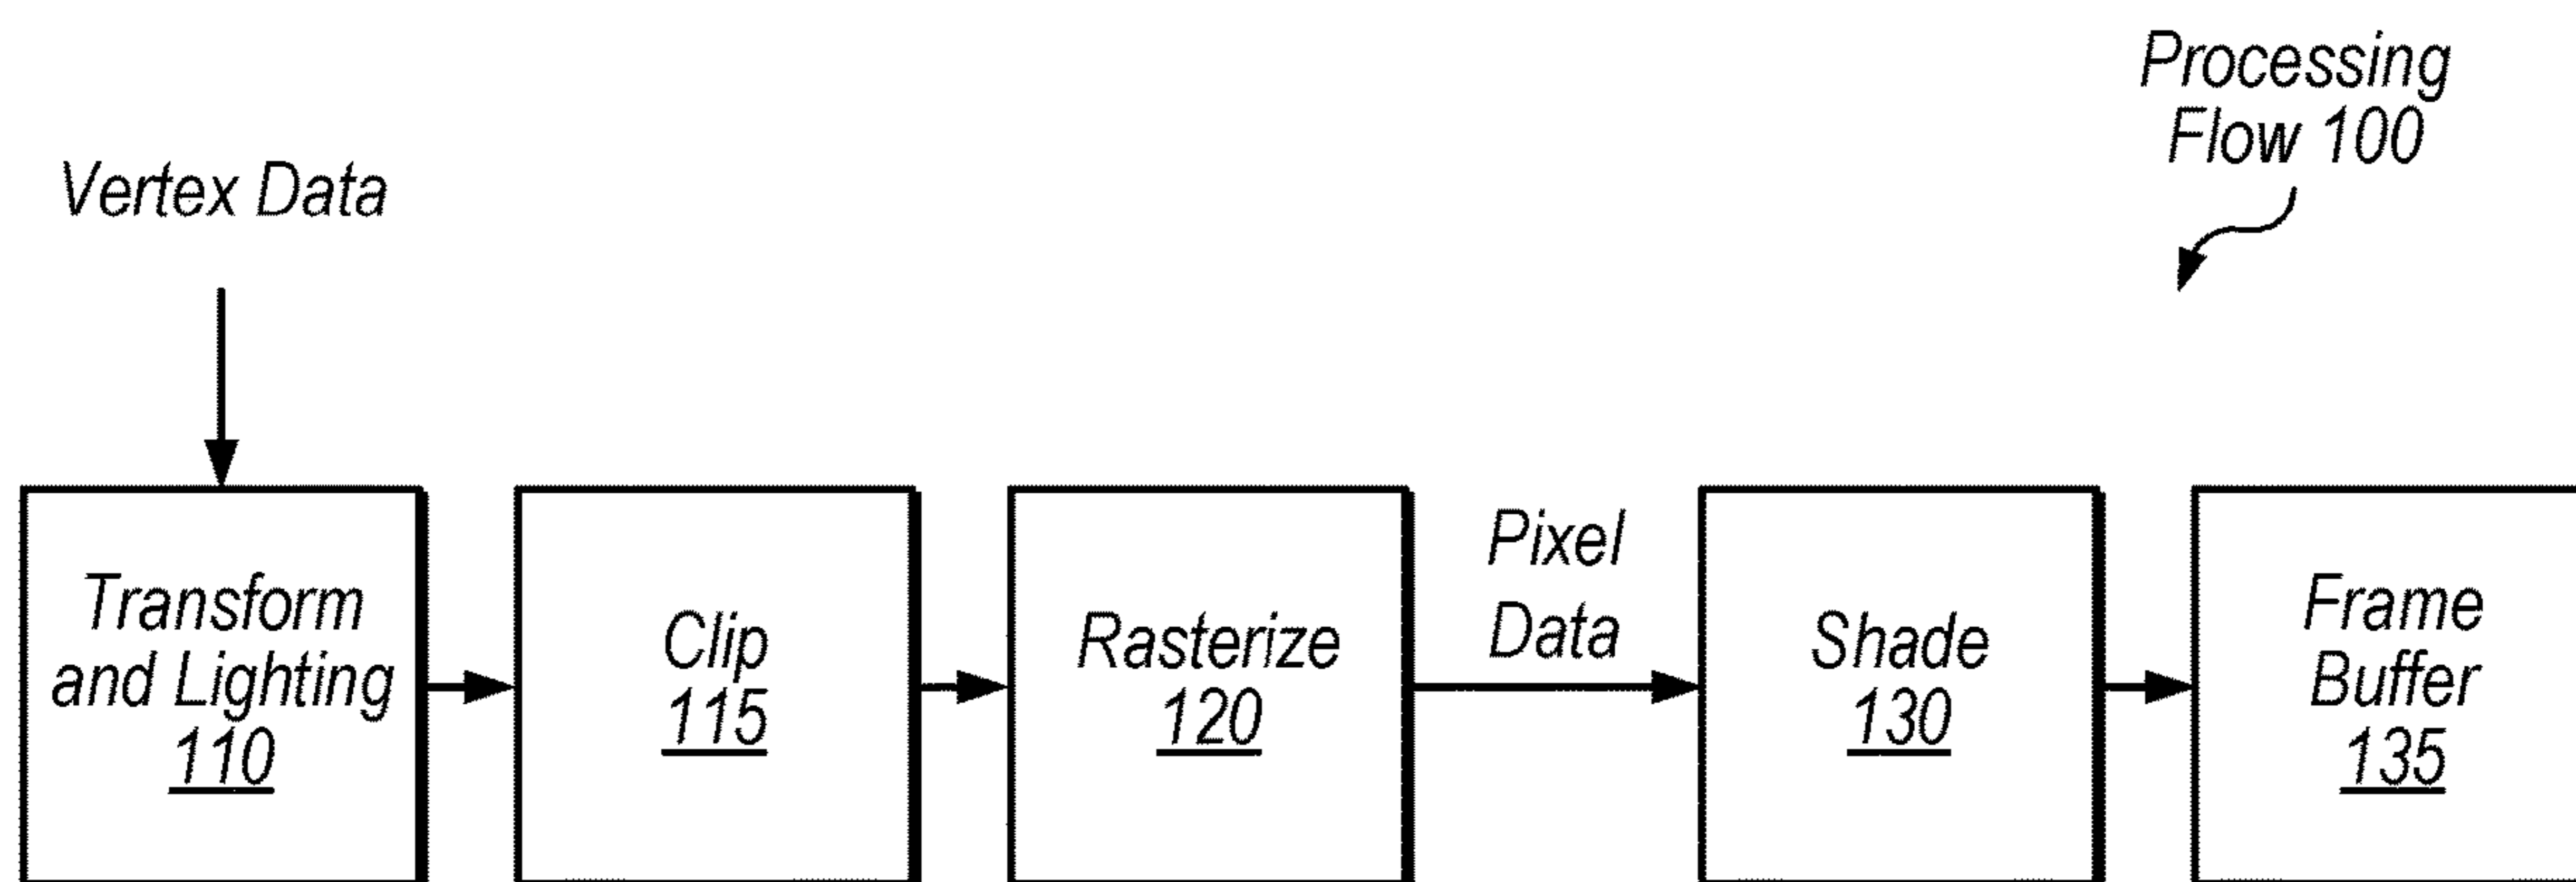 Processing
Flow 100
Vertex Data
Transform
and Lighting
110
Clip
115
Rasterize
120
Pixel
Data
Shade
130
Frame
Buffer
135